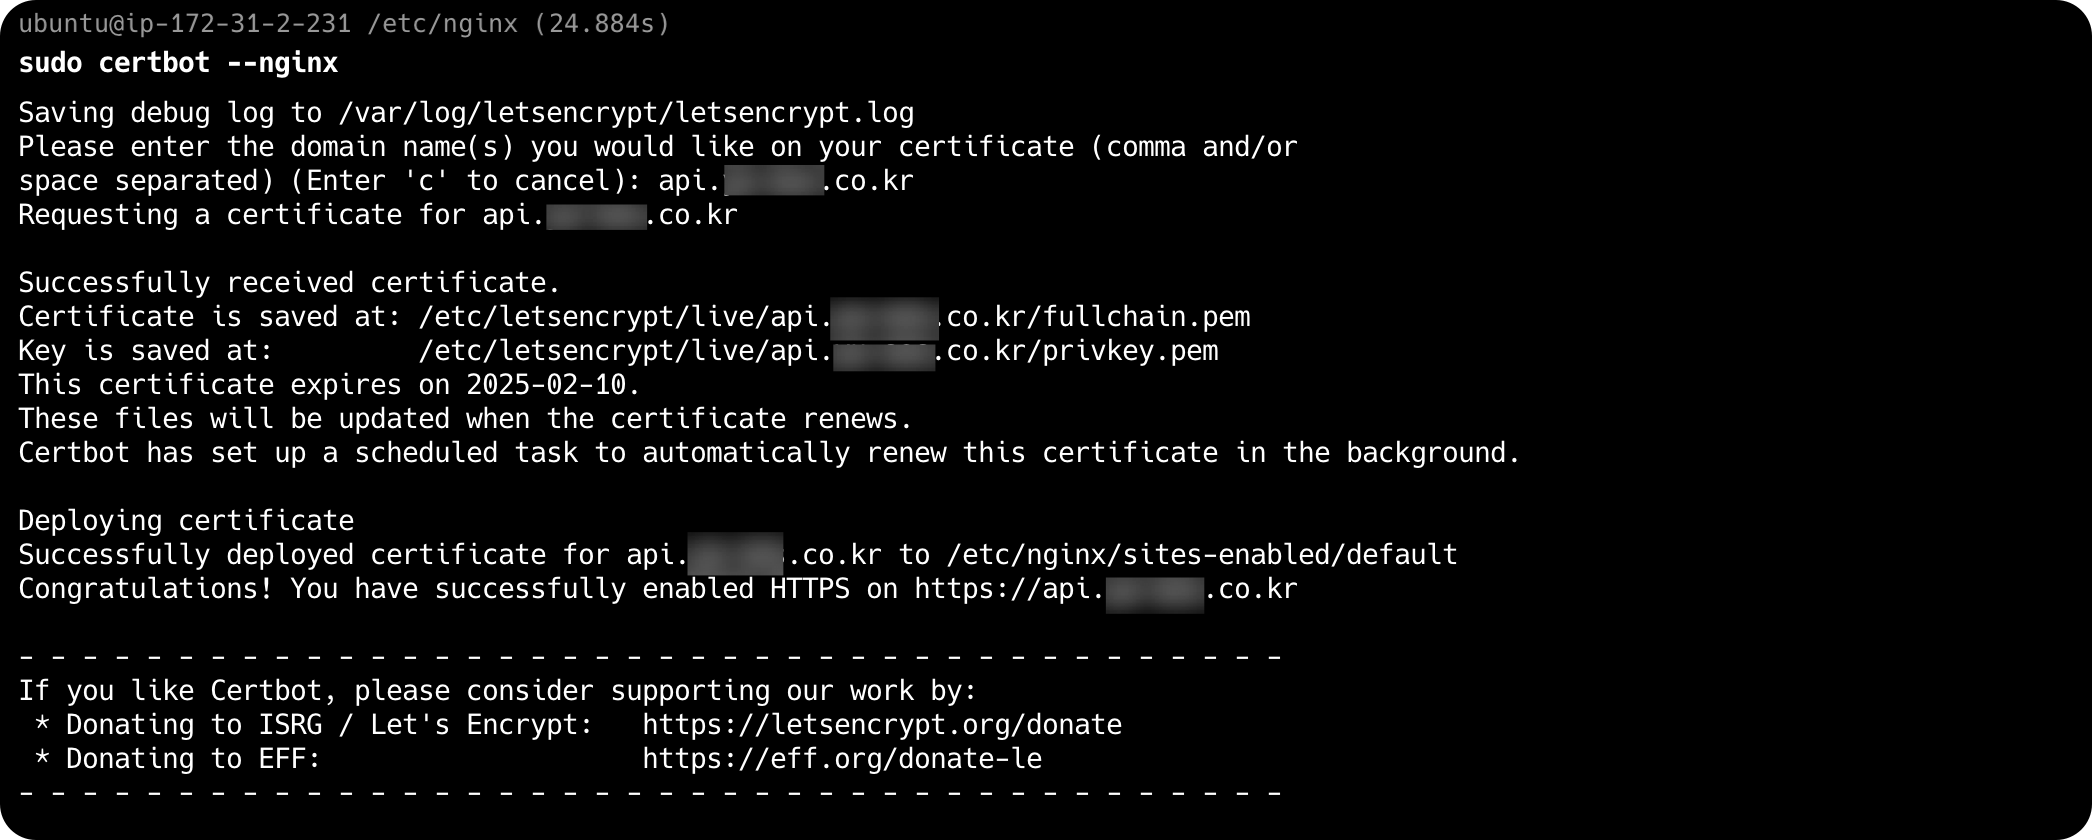 ubuntu@ip-172-31-2-231 /etc/nginx (24.884s)
sudo certbot --nginx
Saving debug log to /var/log/letsencrypt/letsencrypt.log
Please enter the domain name(s) you would like on your certificate (comma and/or
space separated) (Enter 'c' to cancel): api. .co.kr
Requesting a certificate for api. .co.kr
Successfully received certificate.
Certificate is saved at: /etc/letsencrypt/live/api. .co.kr/fullchain.pem
Key is saved at: /etc/letsencrypt/live/api. .co.kr/privkey.pem
This certificate expires on 2025-02-10.
These files will be updated when the certificate renews.
Certbot has set up a scheduled task to automatically renew this certificate in the background.
Deploying certificate
Successfully deployed certificate for api. .co.kr to /etc/nginx/sites-enabled/default
Congratulations! You have successfully enabled HTTPS on https://api. .co.kr
- - - - - - - - - - - - - - - - - - - - - - - - - - - - - - - - - - - - - - - -
If you like Certbot, please consider supporting our work by:
* Donating to ISRG / Let's Encrypt: https://letsencrypt.org/donate
* Donating to EFF: https://eff.org/donate-le
- - - - - - - - - - - - - - - - - - - - - - - - - - - - - - - - - - - - - - - -